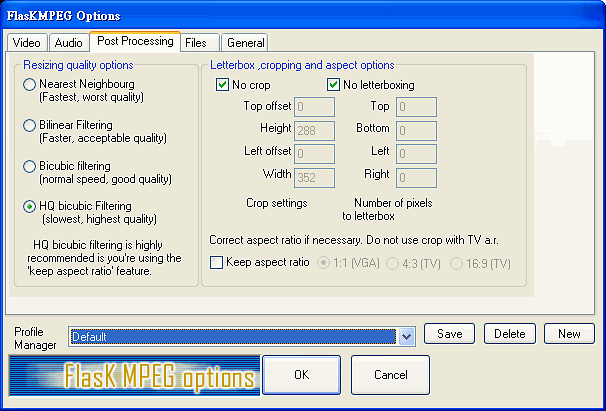 FlasKMPEG Options
Video Audio Post Processing Files General
Resizing quality options
Nearest Neighbourg
(Fastest, worst quality)
Bilinear Filtering
(Faster, acceptable quality)
Bicubic filtering
(normal speed, good quality)
HQ bicubic Filtering
(slowest, highest quality)
HQ bicubic filtering is highly
recommended is you're using the
'keep aspect ratio' feature.
Letterbox ,cropping and aspect options
No crop No letterboxing
Top offset 0 Top 0
Height 288 Bottom 0
Left offset 0 Left 0
Width 352 Right 0
Crop settings Number of pixels
to letterbox
Correct aspect ratio if necessary. Do not use crop with TV a.r.
Keep aspect ratio 1:1 (VGA) 4:3 (TV) 16:9 (TV)
Profile
Manager
Default Save Delete New
FlasK MPEG options OK Cancel